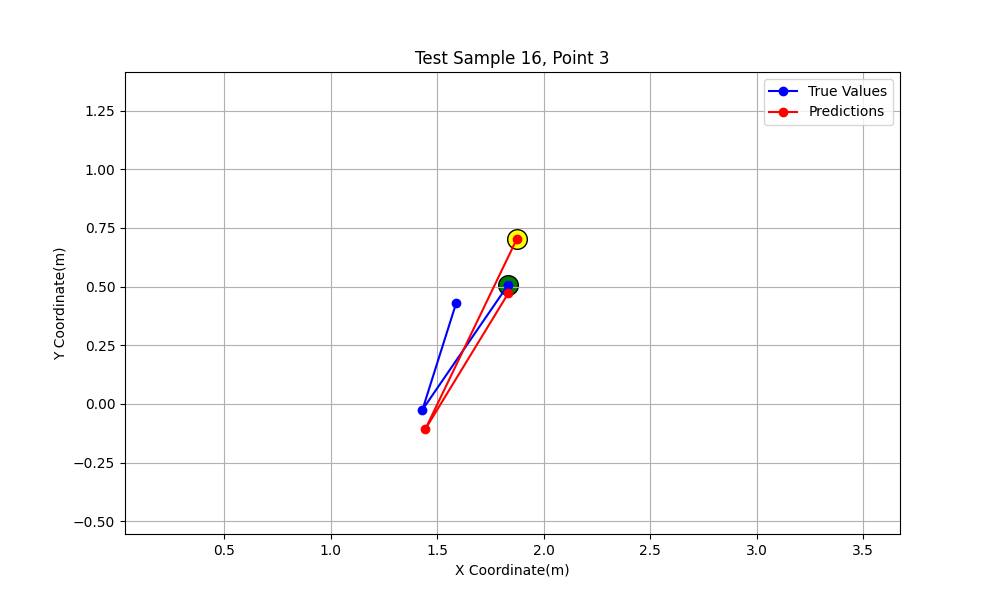 Test Sample 16, Point 3
True Values
Predictions
1.25
1.00
0.75
0.50
0.25
0.00
−0.25
−0.50
Y Coordinate(m)
0.5 1.0 1.5 2.0 2.5 3.0 3.5
X Coordinate(m)